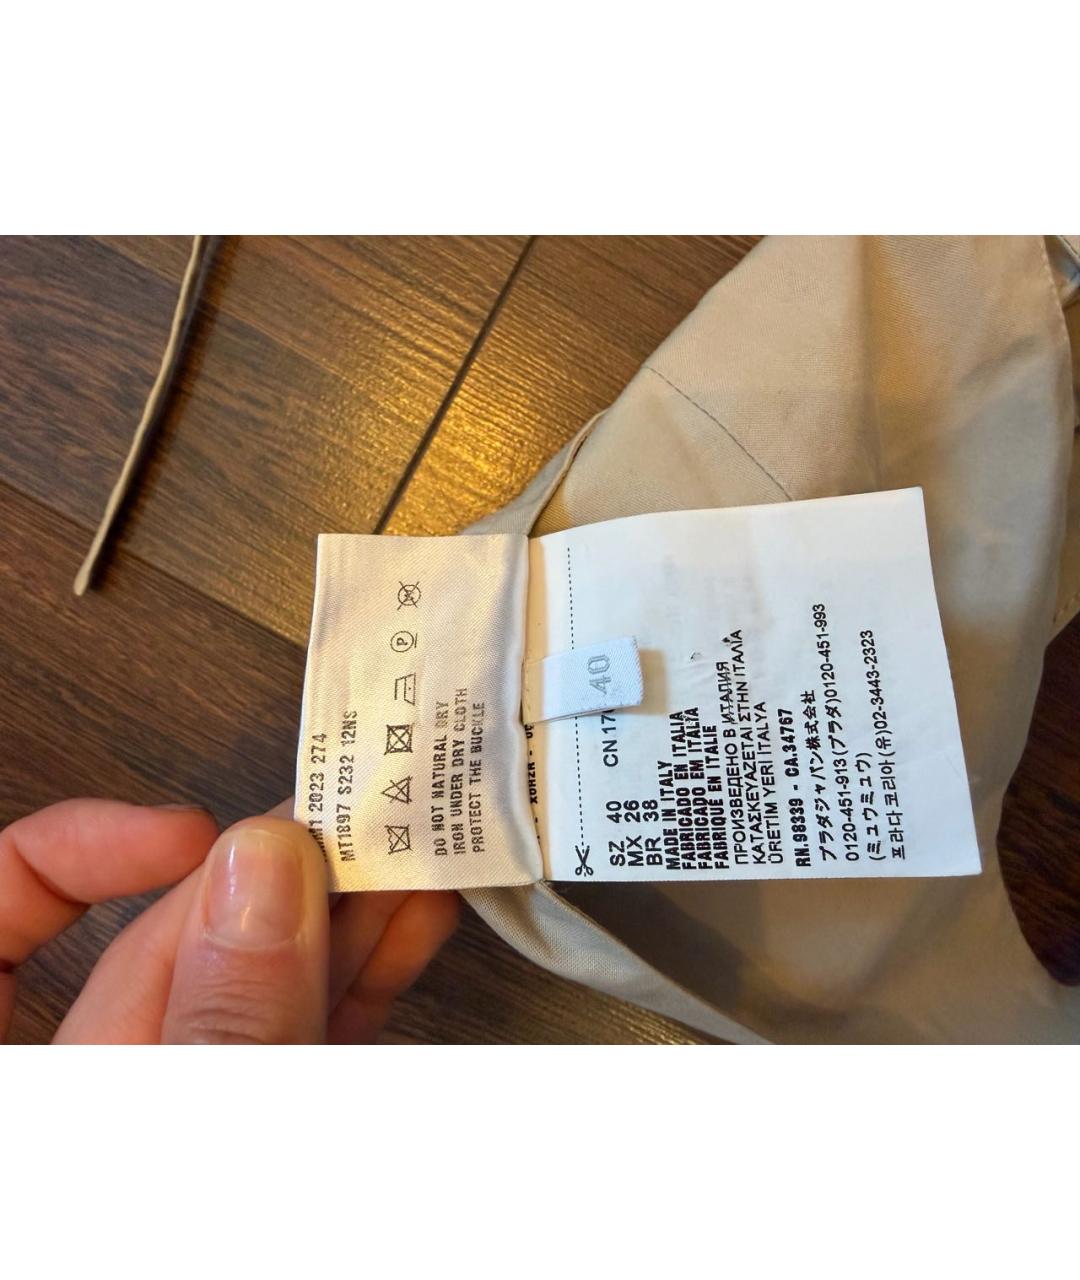 2023 274
MT1897 S232 12NS
P
DO NOT NATURAL DRY
IRON UNDER DRY CLOTH
PROTECT THE BUCKLE
40
SZ 40 CN
MX 26
BR 38
MADE IN ITALY
FABRICADO EN ITALIA
FABRICADO EM ITALIA
FABRIQUÉ EN ITALIE
ПРОИЗВЕДЕНО В ИТАЛИЯ
ΚΑΤΑΣΚΕΥΑΖΕΤΑΙ ΣΤΗΝ ΙΤΑΛΙΑ
ÜRETIM YERI İTALYA
RN.98339 - CA.34767
プラダジャパン株式会社
0120-451-913(プラダ)0120-451-993
(ミュウミュウ)
프라다 코리아(유)02-3443-2323